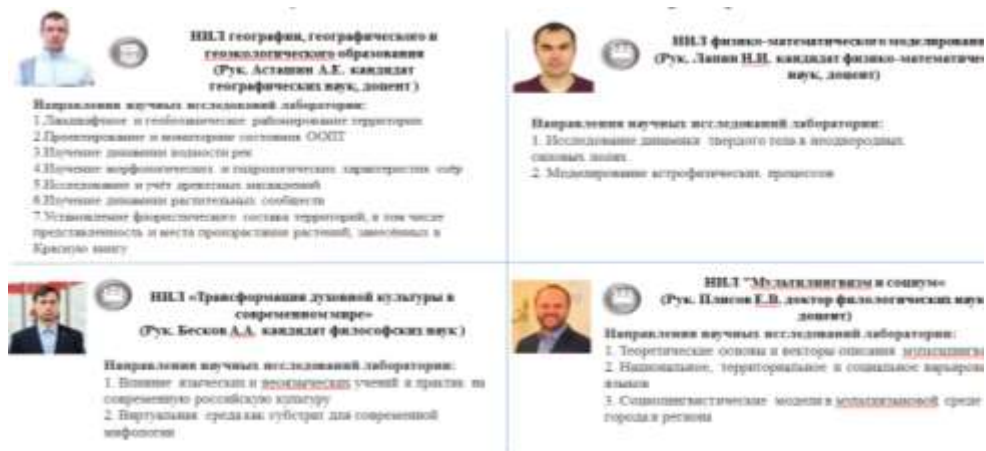 НИЛ географии, географического и
геоэкологического образования
(Рук. Асташин А.Е. кандидат
географических наук, доцент )
Направления научных исследований лаборатории:
1.Ландшафтное и геоботаническое районирование территории
2.Проектирование и мониторинг состояния ООПТ
3.Изучение динамики водности рек
4.Изучение морфологических и гидрологических характеристик озёр
5.Исследование и учёт древесных насаждений
6.Изучение динамики растительных сообществ
7.Установление флористического состава территорий, в том числе
представленность и места произрастания растений, занесённых в
Красную книгу
НИЛ физико-математического моделирования
(Рук. Лапин Н.И. кандидат физико-математичес
наук, доцент)
Направления научных исследований лаборатории:
1. Исследование динамики твердого тела в неоднородных
силовых полях
2. Моделирование астрофизических процессов
НИЛ «Трансформация духовной культуры в
современном мире»
(Рук. Бесков А.А. кандидат философских наук )
Направления научных исследований лаборатории:
1. Влияние языческих и неоязыческих учений и практик на
современную российскую культуру
2. Виртуальная среда как субстрат для современной
мифологии
НИЛ "Мультилингвизм и социум«
(Рук. Плисов Е.В. доктор филологических наук
доцент)
Направления научных исследований лаборатории:
1. Теоретические основы и векторы описания
2. Национальное, территориальное и социальное
языков
3. Социолингвистические модели в мультиязыковой среде
города и региона